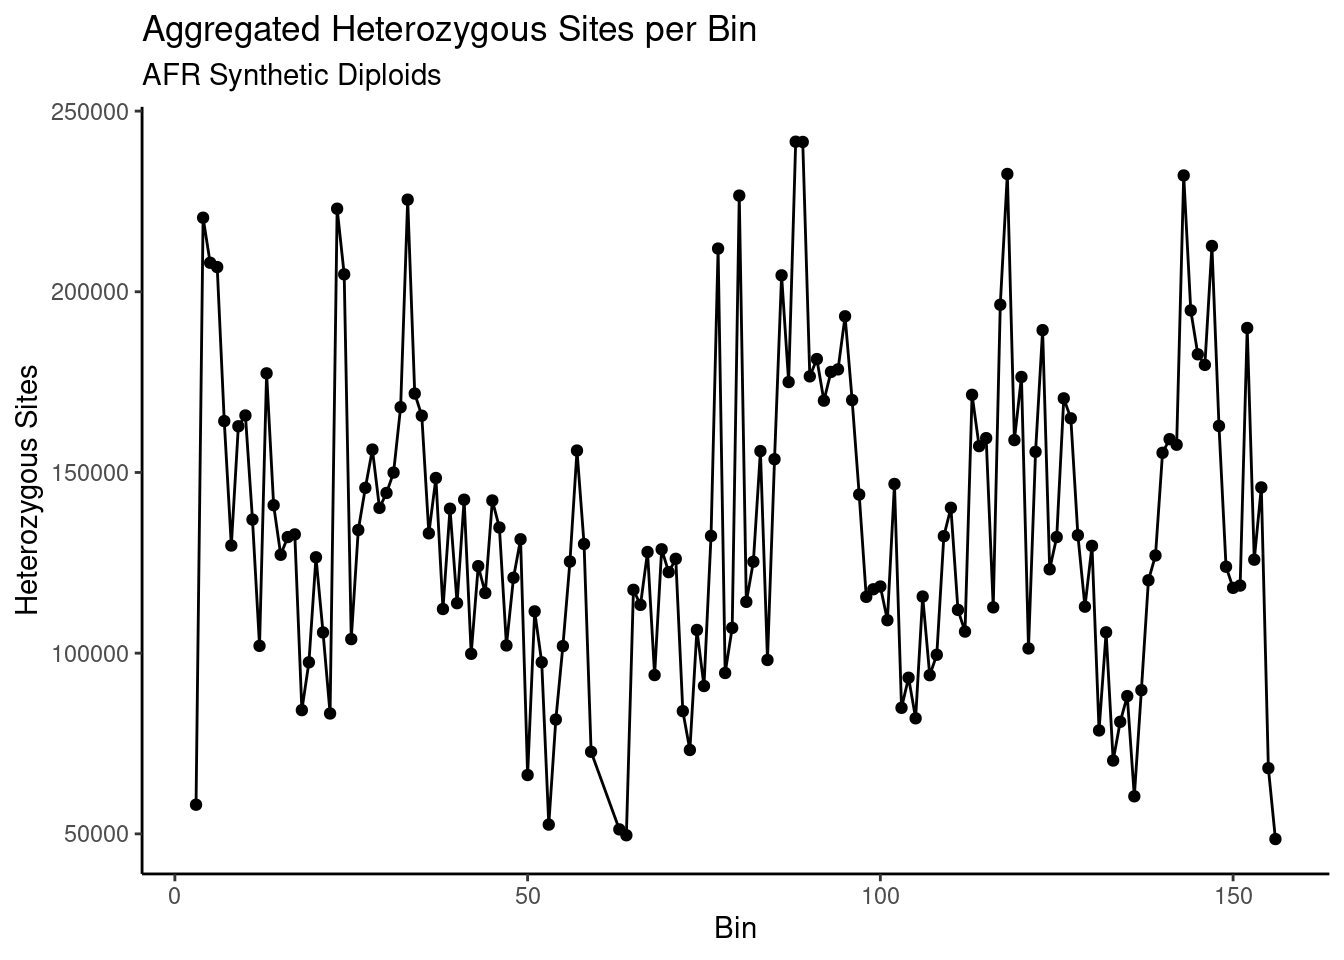 Aggregated Heterozygous Sites per Bin
AFR Synthetic Diploids
250000
200000
150000
100000
50000
Heterozygous Sites
0
50
100
150
Bin